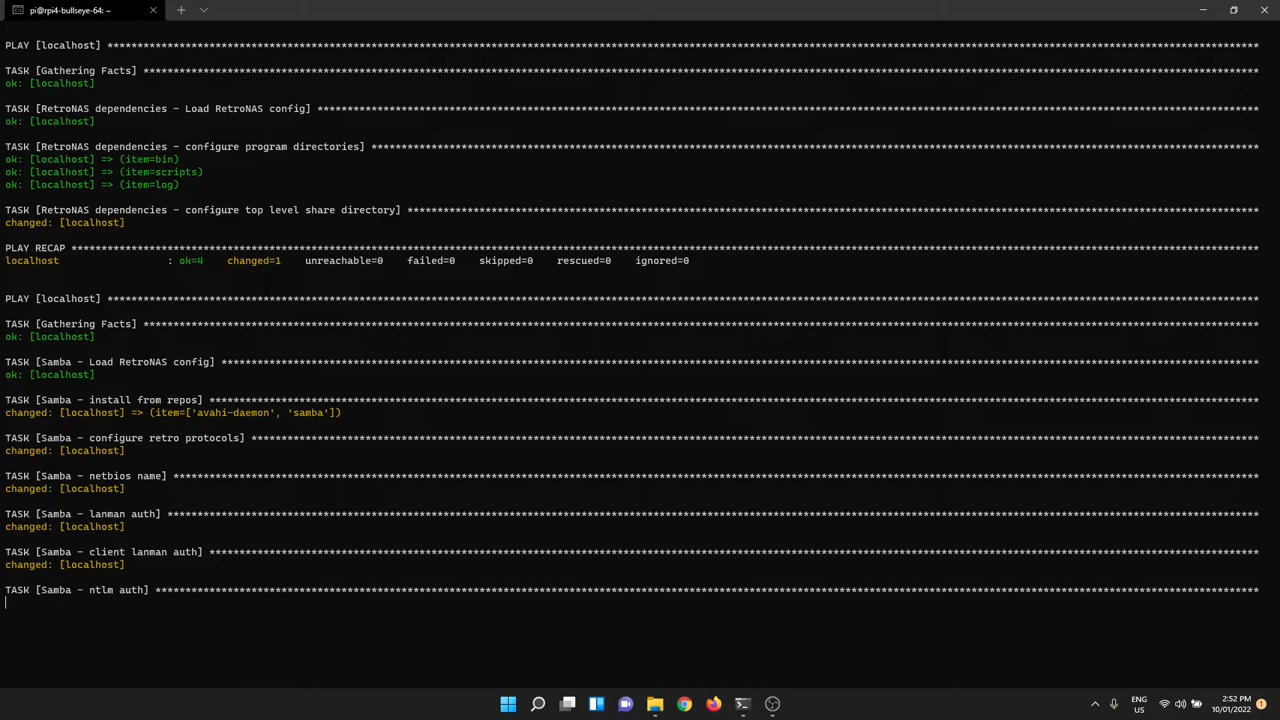 pi@rpi4-bullseye-64: ~
PLAY [localhost] ****************************************************************************************************************************************************************************************
TASK [Gathering Facts] **********************************************************************************************************************************************************************************
ok: [localhost]
TASK [RetroNAS dependencies - Load RetroNAS config] *****************************************************************************************************************************************************
ok: [localhost]
TASK [RetroNAS dependencies - configure program directories] ********************************************************************************************************************************************
ok: [localhost] => (item=bin)
ok: [localhost] => (item=scripts)
ok: [localhost] => (item=log)
TASK [RetroNAS dependencies - configure top level share directory] **************************************************************************************************************************************
changed: [localhost]
PLAY RECAP **********************************************************************************************************************************************************************************************
localhost : ok=4 changed=1 unreachable=0 failed=0 skipped=0 rescued=0 ignored=0
PLAY [localhost] ****************************************************************************************************************************************************************************************
TASK [Gathering Facts] **********************************************************************************************************************************************************************************
ok: [localhost]
TASK [Samba - Load RetroNAS config] *********************************************************************************************************************************************************************
ok: [localhost]
TASK [Samba - install from repos] ***********************************************************************************************************************************************************************
changed: [localhost] => (item=['avahi-daemon', 'samba'])
TASK [Samba - configure retro protocols] ****************************************************************************************************************************************************************
changed: [localhost]
TASK [Samba - netbios name] *****************************************************************************************************************************************************************************
changed: [localhost]
TASK [Samba - lanman auth] ******************************************************************************************************************************************************************************
changed: [localhost]
TASK [Samba - client lanman auth] ***********************************************************************************************************************************************************************
changed: [localhost]
TASK [Samba - ntlm auth] ********************************************************************************************************************************************************************************
ENG
US
2:52 PM
10/01/2022
1